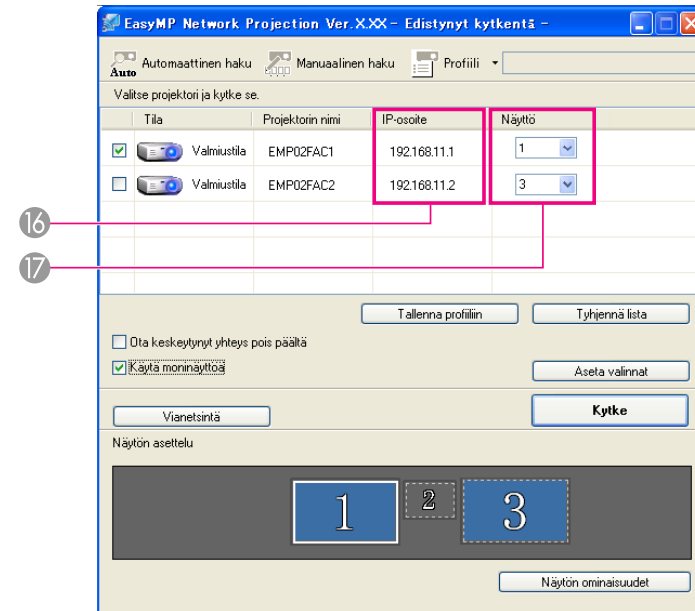 EasyMP Network Projection Ver.X.XX - Edistynyt kytkentä -
Auto Automaattinen haku Manuaalinen haku Profiili
Valitse projektori ja kytke se.
Tila Projektorin nimi IP-osoite Näyttö
Valmiustila EMP02FAC1 192.168.11.1 1
Valmiustila EMP02FAC2 192.168.11.2 3
16
17
Tallenna profiiliin Tyhjennä lista
Ota keskeytynyt yhteys pois päältä
Käytä moninäyttöä Aseta valinnat
Vianetsintä Kytke
Näytön asettelu
1 2 3
Näytön ominaisuudet